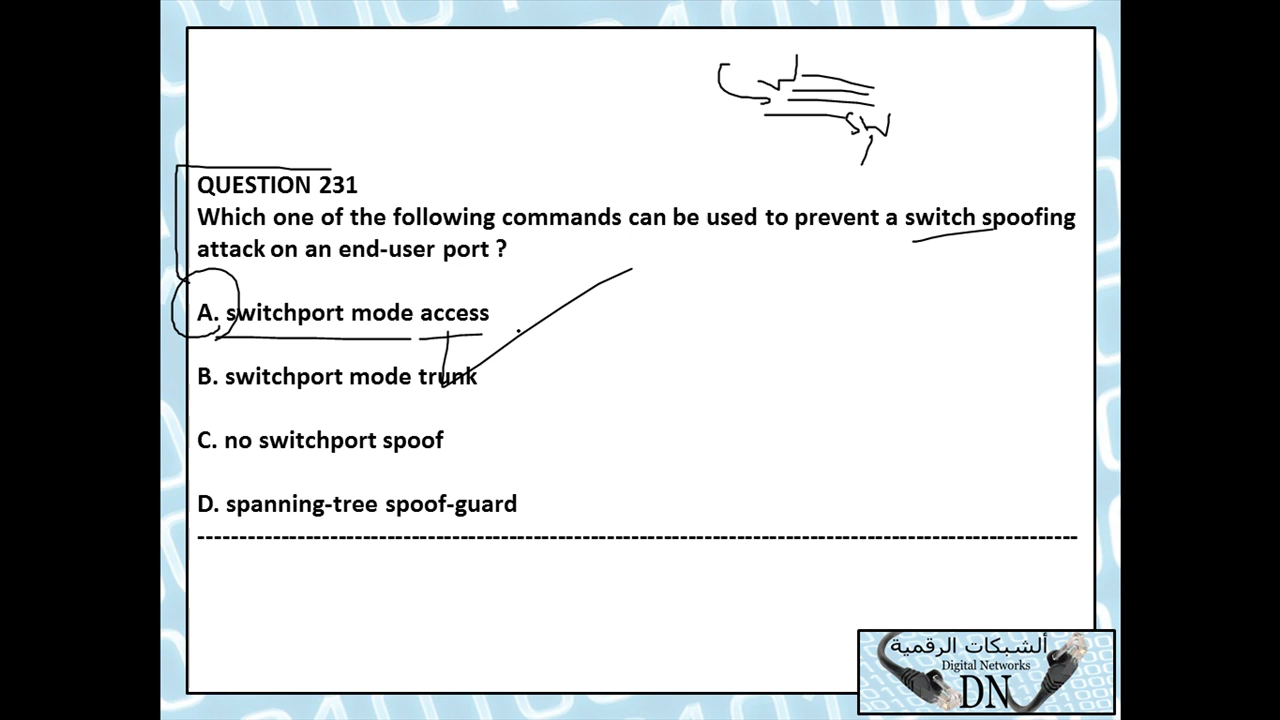 QUESTION 231
Which one of the following commands can be used to prevent a switch spoofing
attack on an end-user port ?
A. switchport mode access
B. switchport mode trunk
C. no switchport spoof
D. spanning-tree spoof-guard
ألشبكات الرقمية
Digital Networks
DN